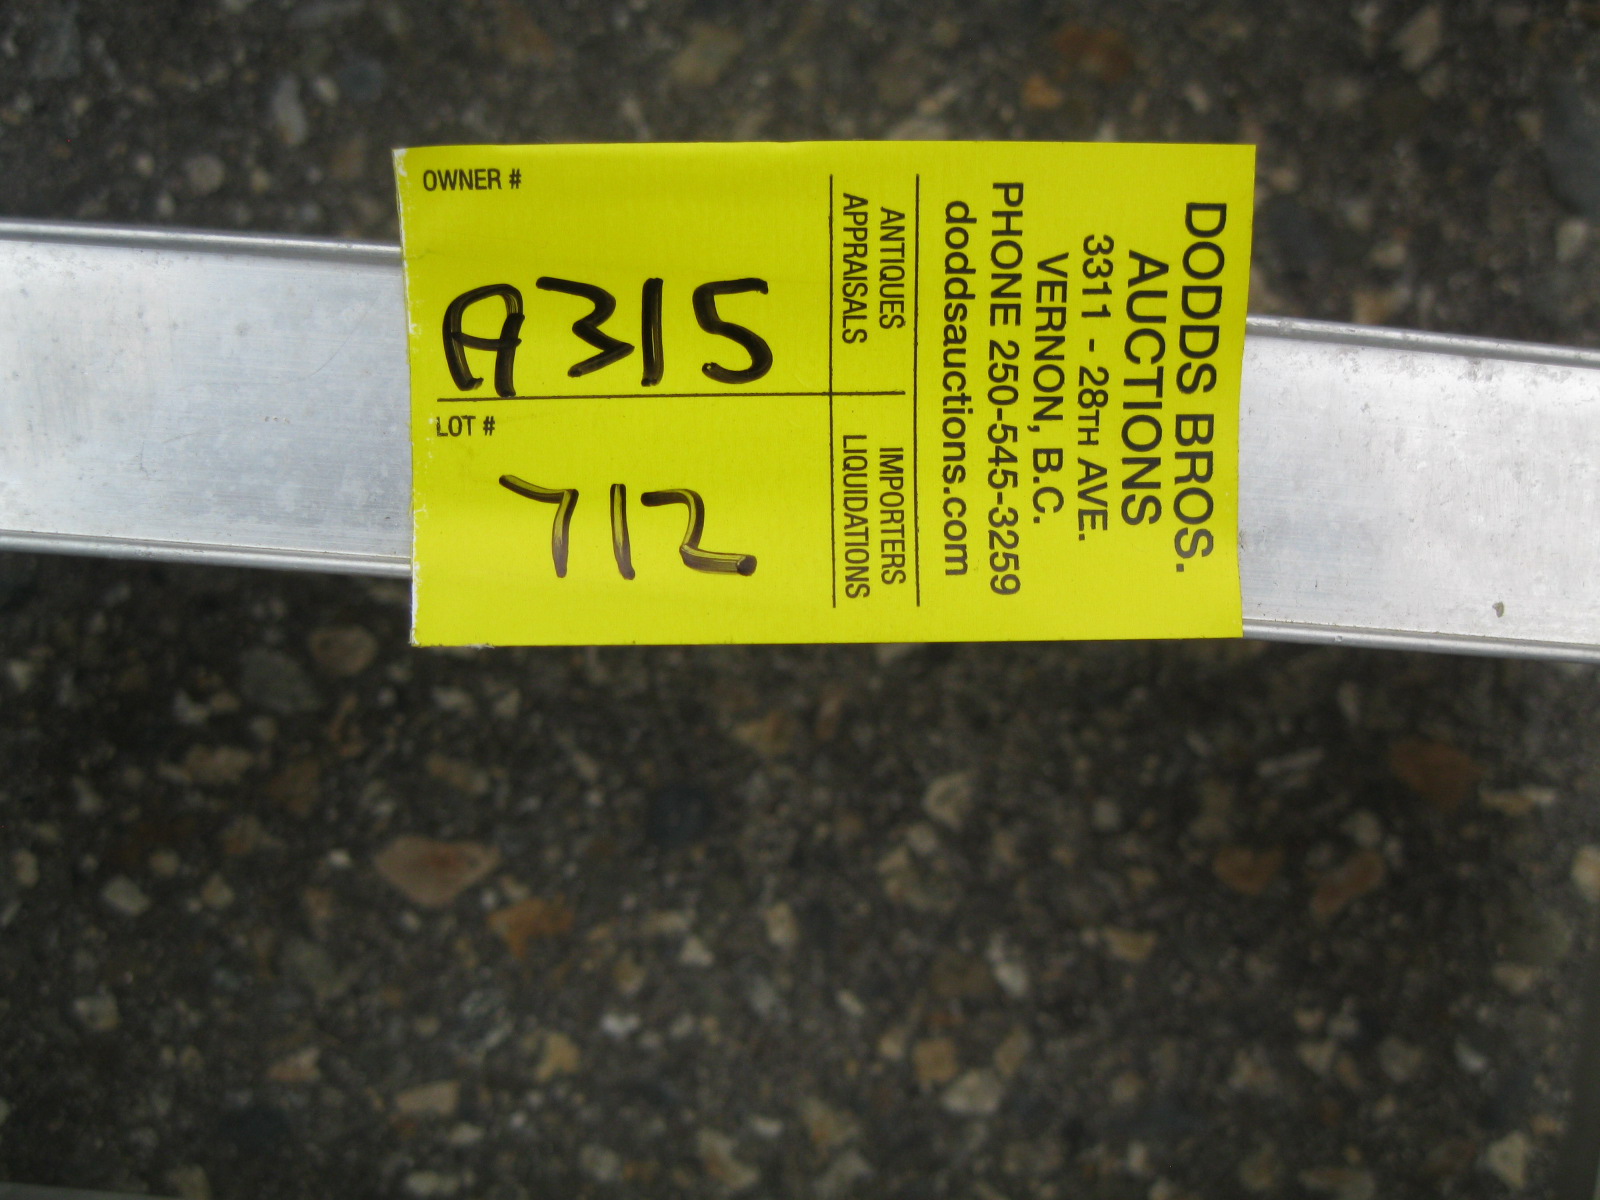 OWNER #
A315
LOT #
712
ANTIQUES
APPRAISALS
IMPORTERS
LIQUIDATIONS
DODDS BROS.
AUCTIONS
3311 - 28TH AVE.
VERNON, B.C.
PHONE 250-545-3259
doddsauctions.com